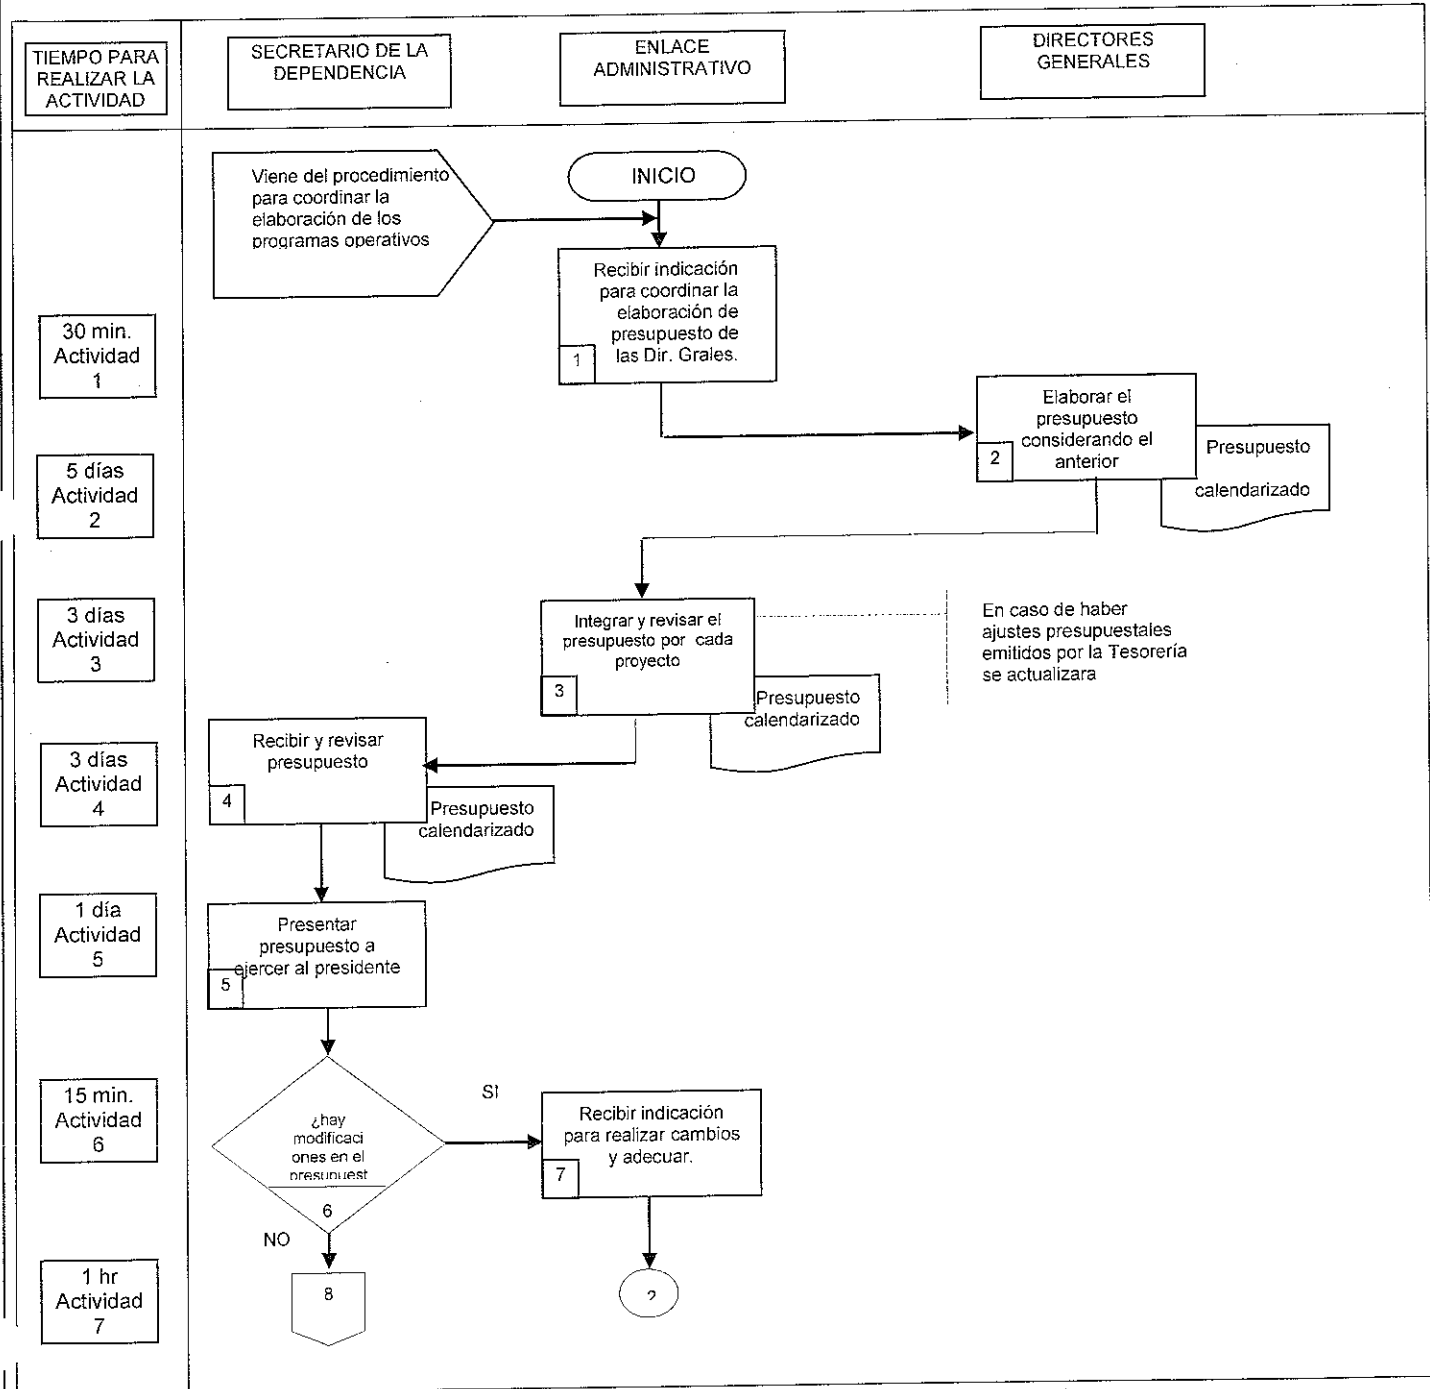 TIEMPO PARA
REALIZAR LA
ACTIVIDAD
SECRETARIO DE LA
DEPENDENCIA
ENLACE
ADMINISTRATIVO
DIRECTORES
GENERALES
Viene del procedimiento
para coordinar la
elaboración de los
programas operativos
INICIO
Recibir indicación
para coordinar la
elaboración de
presupuesto de
las Dir. Grales.
1
30 min.
Actividad
1
Elaborar el
presupuesto
considerando el
anterior
2
Presupuesto
calendarizado
5 días
Actividad
2
3 días
Actividad
3
Integrar y revisar el
presupuesto por cada
proyecto
3
Presupuesto
calendarizado
En caso de haber
ajustes presupuestales
emitidos por la Tesorería
se actualizara
3 días
Actividad
4
Recibir y revisar
presupuesto
4
Presupuesto
calendarizado
1 día
Actividad
5
Presentar
presupuesto a
ejercer al presidente
5
15 min.
Actividad
6
¿hay
modificaci
ones en el
presupuest
6
SI
NO
Recibir indicación
para realizar cambios
y adecuar.
7
1 hr
Actividad
7
8
2